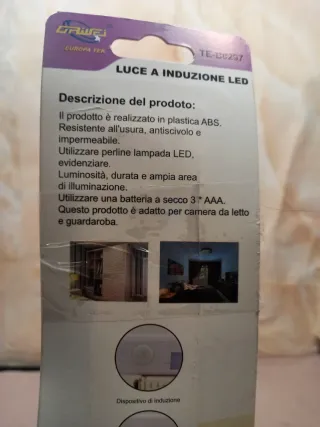 EUROPA TEK
LUCE A INDUZIONE LED
Descrizione del prodoto:
Il prodotto è realizzato in plastica ABS.
Resistente all'usura, antiscivolo e
impermeabile.
Utilizzare perline lampada LED,
evidenziare.
Luminosità, durata e ampia area
di illuminazione.
Utilizzare una batteria a secco 3 * AAA.
Questo prodotto è adatto per camera da letto
e guardaroba.
Dispositivo di induzione